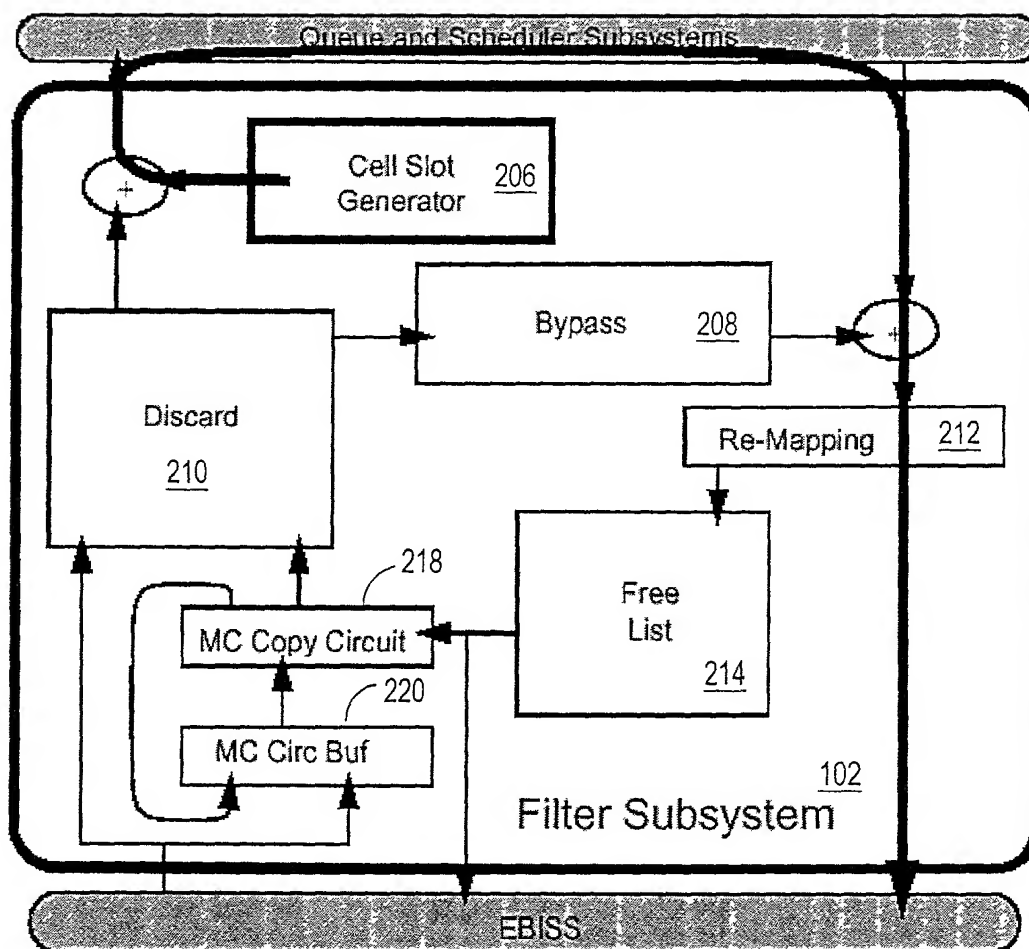 Queue and Scheduler Subsystems
Cell Slot
Generator
206
+
Bypass
208
+
Discard
210
Re-Mapping
212
218
Free
List
214
MC Copy Circuit
220
MC Circ Buf
102
Filter Subsystem
EBISS